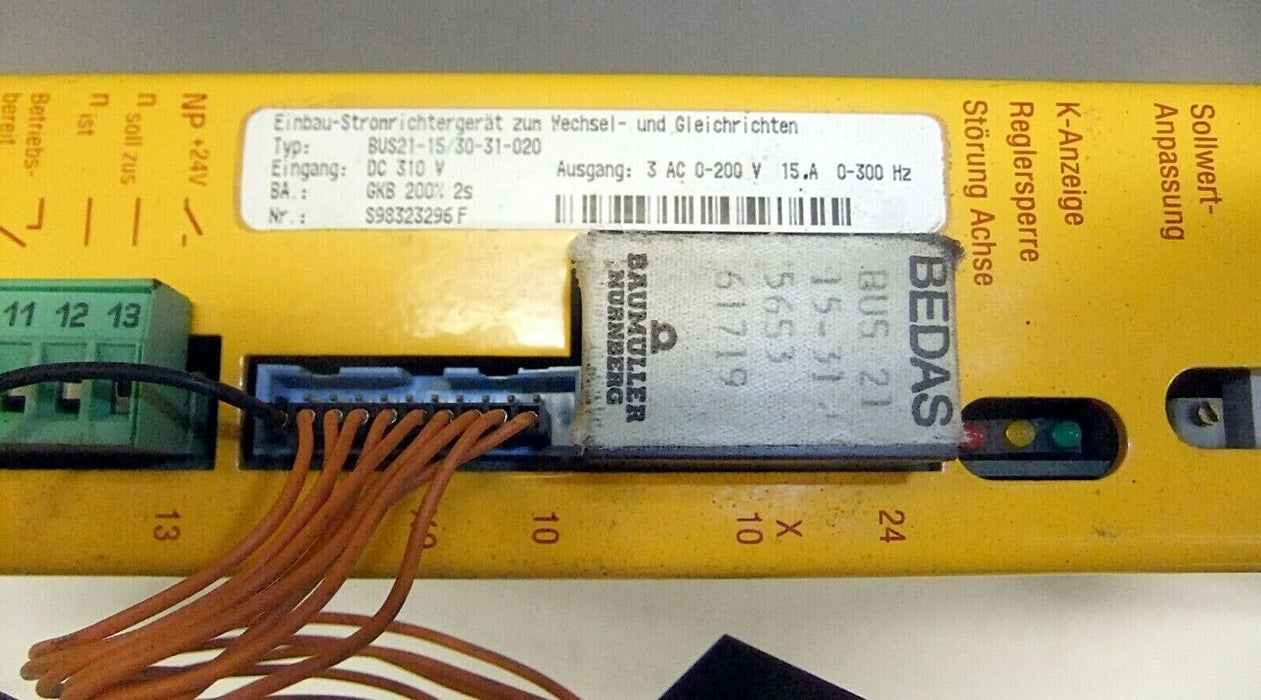 Einbau-Stromrichtergerät zum Wechsel- und Gleichrichten
Typ: BUS21-15/30-31-020
Eingang: DC 310 V Ausgang: 3 AC 0-200 V 15.A 0-300 Hz
BA.: GKB 200% 2s
Nr.: S98323296 F
NP +24V
n soll zus
n ist
Betriebs-
bereit
11 12 13
BEDAS
BUS 21
15-31
5653
61719
BAUMÜLLER
NÜRNBERG
Sollwert-
Anpassung
K-Anzeige
Reglersperre
Störung Achse
13
10
10
X
24